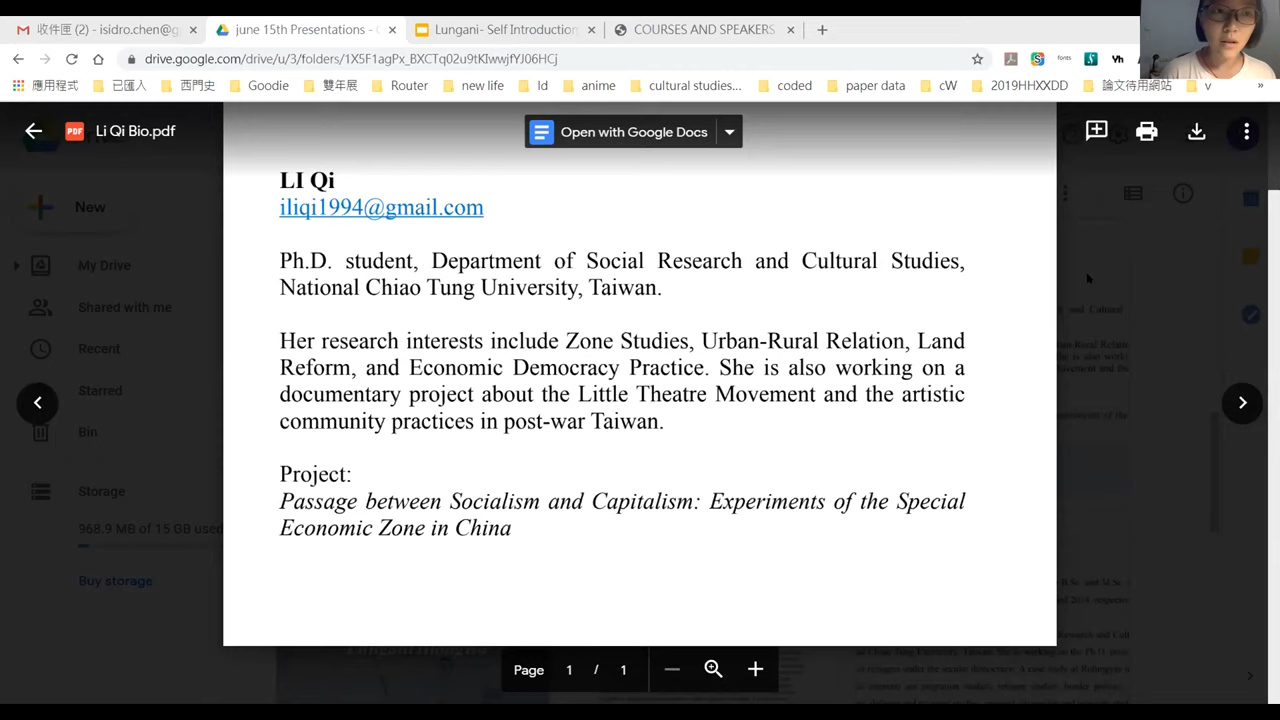 收件匣 (2) - isidro.chen@g
june 15th Presentations -
Lungani- Self Introduction
COURSES AND SPEAKERS
drive.google.com/drive/u/3/folders/1X5F1agPx_BXCTq02u9tKIwwjfYJ06HCj
Fonts
Yh
應用程式
已匯入
西門史
Goodie
雙年展
Router
new life
Id
anime
cultural studies...
coded
paper data
cW
2019HHXXDD
論文待用網站
v
»
PDF
Li Qi Bio.pdf
Open with Google Docs
New
My Drive
Shared with me
Recent
Starred
Bin
Storage
968.9 MB of 15 GB used
Buy storage
LI Qi
iliqi1994@gmail.com
Ph.D. student, Department of Social Research and Cultural Studies,
National Chiao Tung University, Taiwan.
Her research interests include Zone Studies, Urban-Rural Relation, Land
Reform, and Economic Democracy Practice. She is also working on a
documentary project about the Little Theatre Movement and the artistic
community practices in post-war Taiwan.
Project:
Passage between Socialism and Capitalism: Experiments of the Special
Economic Zone in China
Page 1 / 1